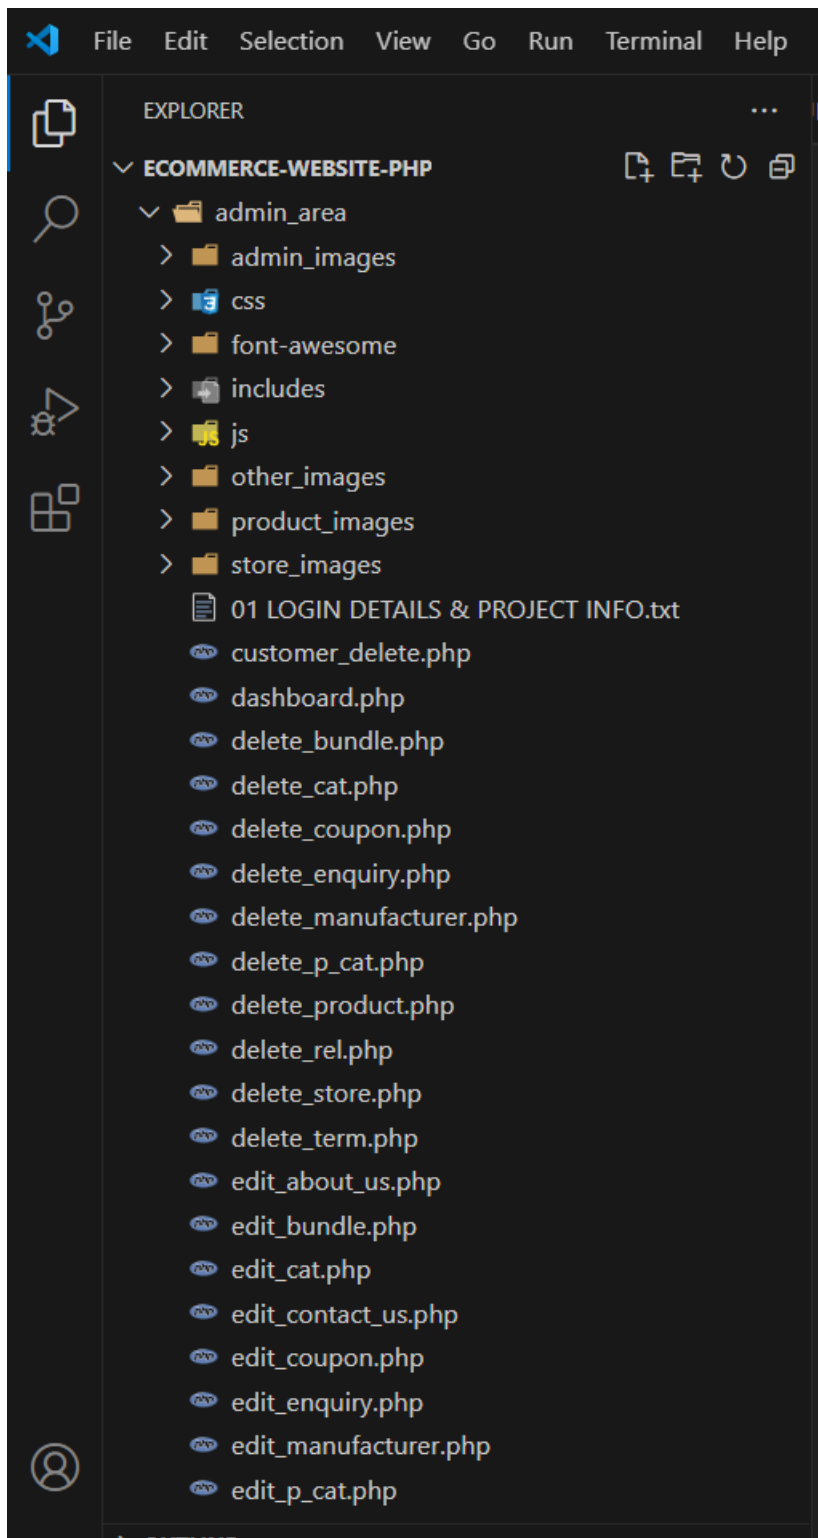 File Edit Selection View Go Run Terminal Help
EXPLORER
ECOMMERCE-WEBSITE-PHP
admin_area
admin_images
css
font-awesome
includes
js
other_images
product_images
store_images
01 LOGIN DETAILS & PROJECT INFO.txt
customer_delete.php
dashboard.php
delete_bundle.php
delete_cat.php
delete_coupon.php
delete_enquiry.php
delete_manufacturer.php
delete_p_cat.php
delete_product.php
delete_rel.php
delete_store.php
delete_term.php
edit_about_us.php
edit_bundle.php
edit_cat.php
edit_contact_us.php
edit_coupon.php
edit_enquiry.php
edit_manufacturer.php
edit_p_cat.php